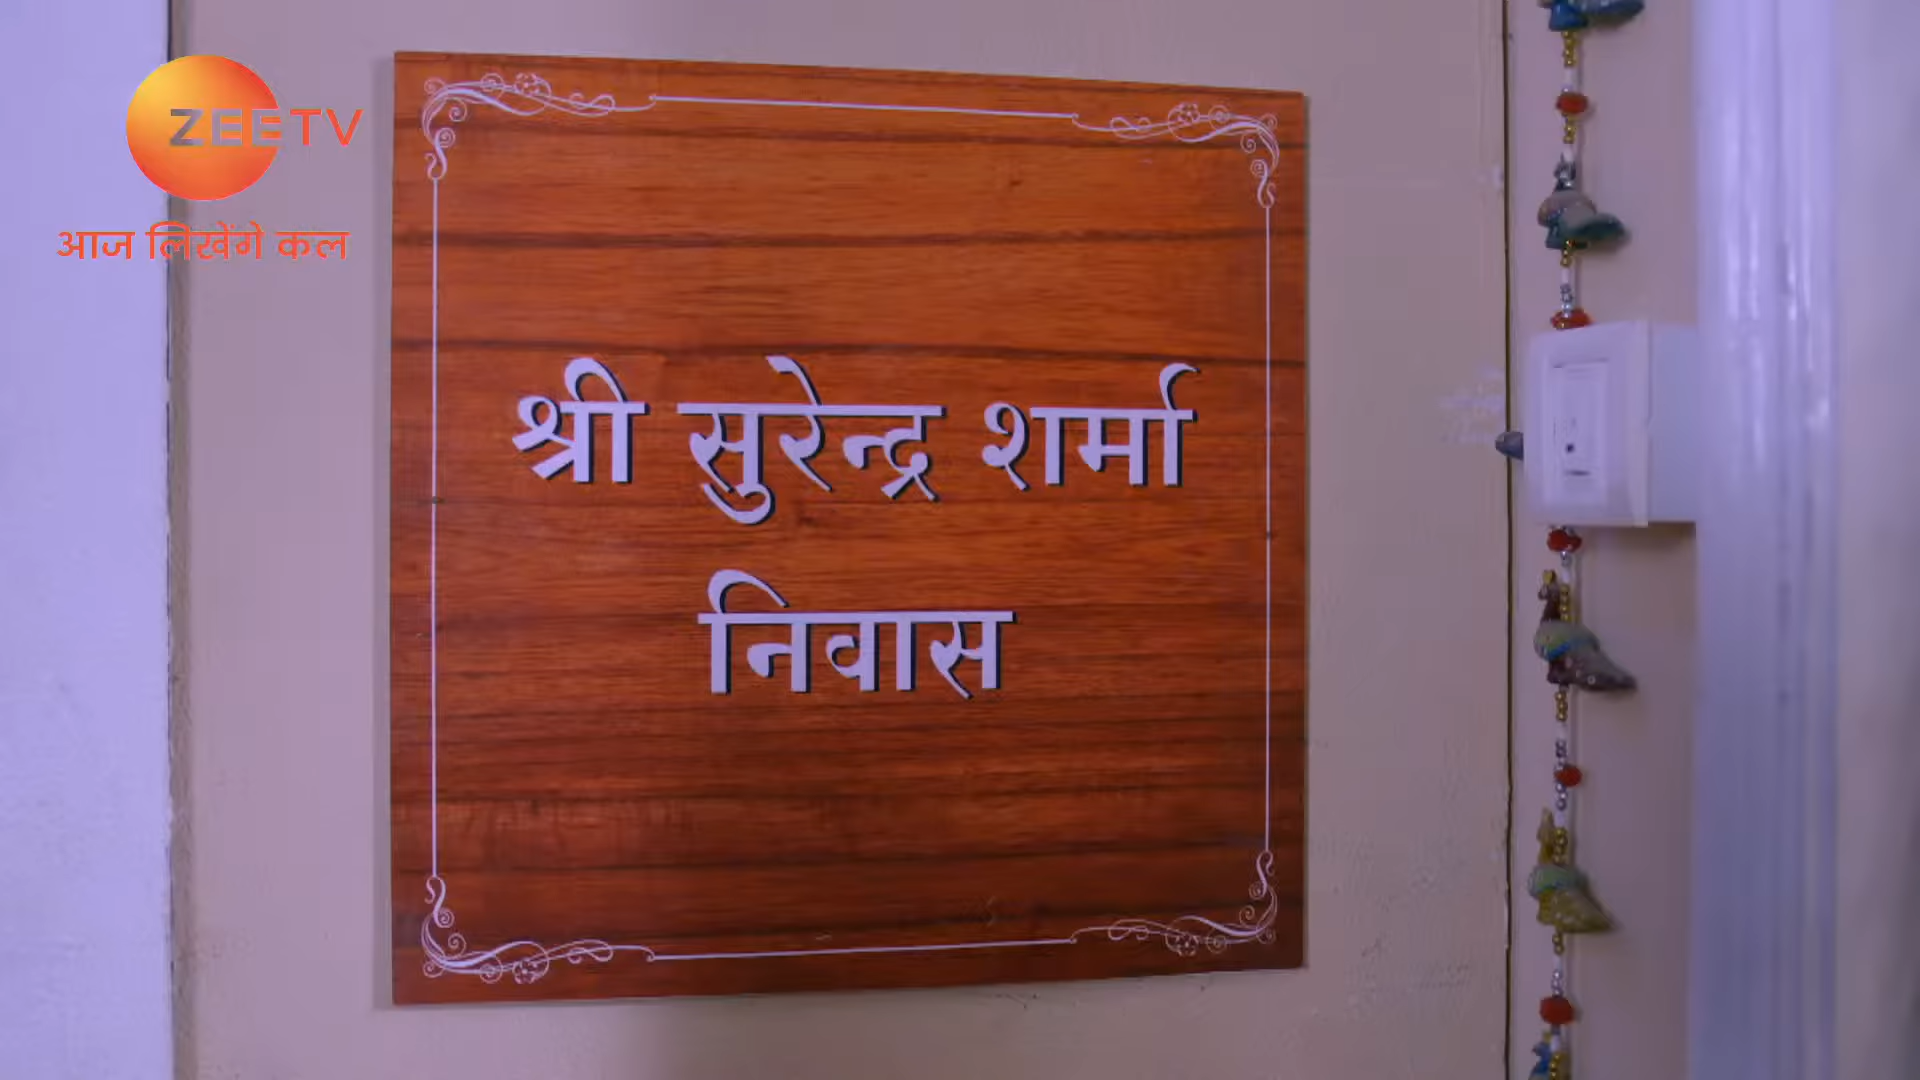 ZEETV
आज लिखेंगे कल
श्री सुरेन्द्र शर्मा
निवास